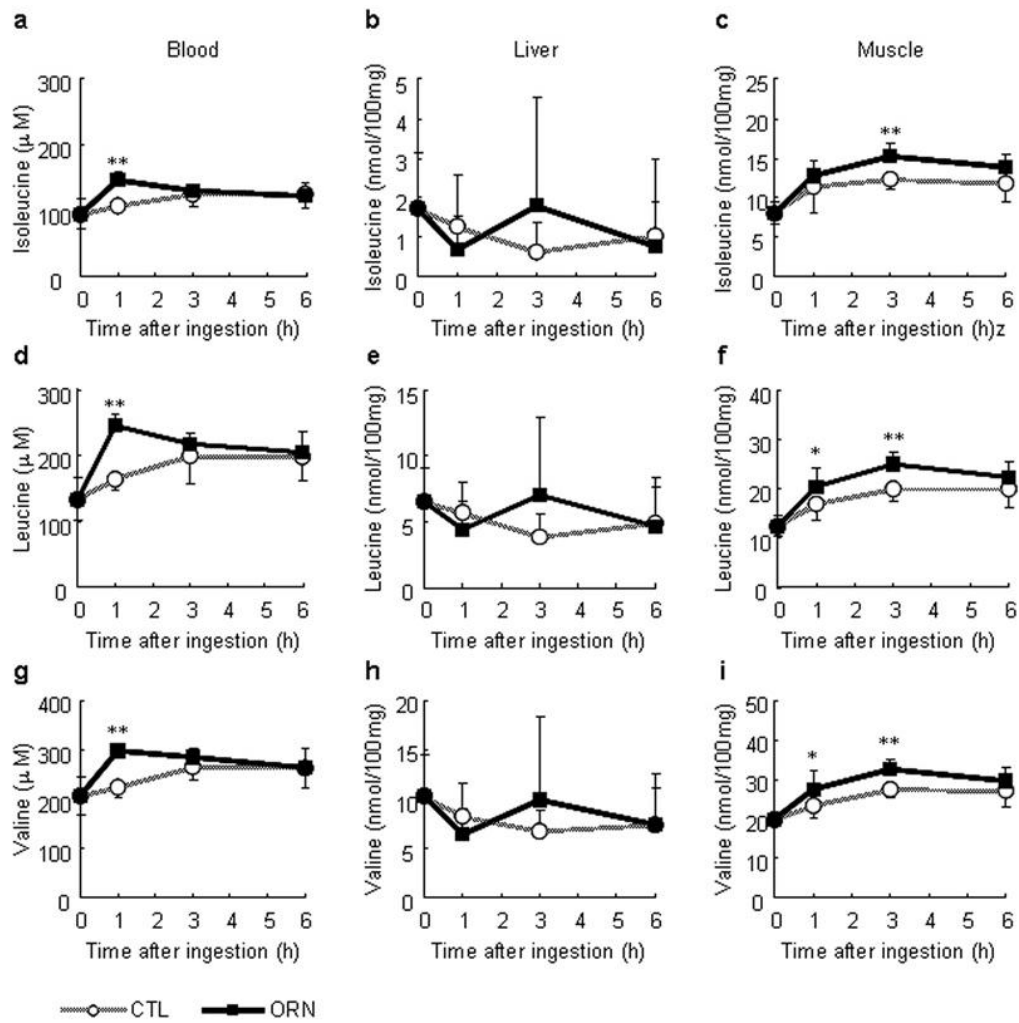 a b c
Blood Liver Muscle
Isoleucine (μM)
300
200
100
0
0 1 2 3 4 5 6
Time after ingestion (h)
Isoleucine (nmol/100mg)
5
4
3
2
1
0
0 1 2 3 4 5 6
Time after ingestion (h)
Isoleucine (nmol/100mg)
25
20
15
10
5
0
0 1 2 3 4 5 6
Time after ingestion (h)z
**
**
d e f
Leucine (μM)
300
200
100
0
0 1 2 3 4 5 6
Time after ingestion (h)
**
Leucine (nmol/100mg)
15
10
5
0
0 1 2 3 4 5 6
Time after ingestion (h)
Leucine (nmol/100mg)
40
30
20
10
0
0 1 2 3 4 5 6
Time after ingestion (h)
* **
g h i
Valine (μM)
400
300
200
100
0
0 1 2 3 4 5 6
Time after ingestion (h)
**
Valine (nmol/100mg)
20
15
10
5
0
0 1 2 3 4 5 6
Time after ingestion (h)
Valine (nmol/100mg)
50
40
30
20
10
0
0 1 2 3 4 5 6
Time after ingestion (h)
* **
CTL ORN